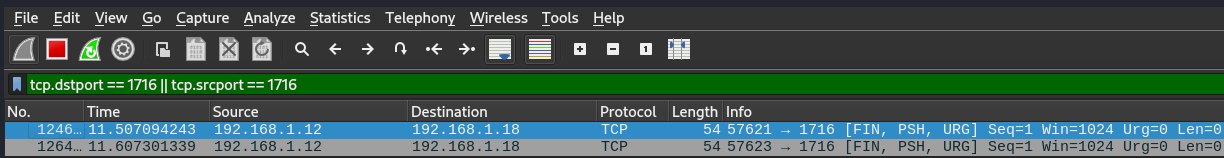 File Edit View Go Capture Analyze Statistics Telephony Wireless Tools Help
1
tcp.dstport == 1716 || tcp.srcport == 1716
No. Time Source Destination Protocol Length Info
1246… 11.507094243 192.168.1.12 192.168.1.18 TCP 54 57621 → 1716 [FIN, PSH, URG] Seq=1 Win=1024 Urg=0 Len=0
1264… 11.607301339 192.168.1.12 192.168.1.18 TCP 54 57623 → 1716 [FIN, PSH, URG] Seq=1 Win=1024 Urg=0 Len=0